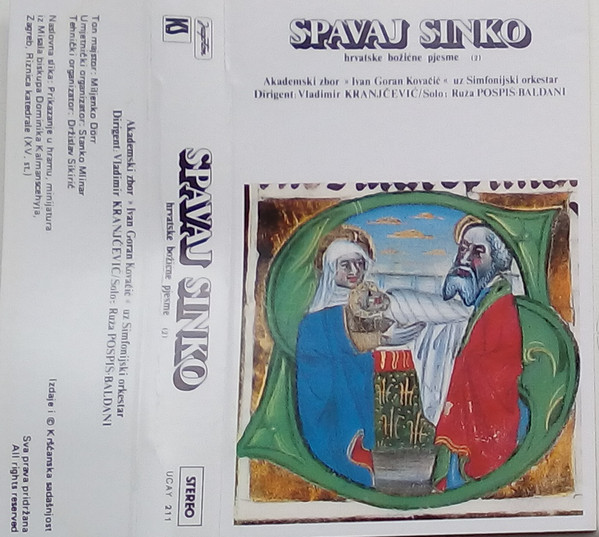 SPAVAJ SINKO
hrvatske božićne pjesme (2)
Akademski zbor »Ivan Goran Kovačić« uz Simfonijski orkestar
Dirigent: Vladimir KRANJČEVIĆ/Solo: Ruža POSPIŠ-BALDANI
Jugoton
KS
SPAVAJ SINKO
hrvatske božićne pjesme (2)
Akademski zbor »Ivan Goran Kovačić« uz Simfonijski orkestar
Dirigent: Vladimir KRANJČEVIĆ/Solo: Ruža POSPIŠ-BALDANI
STEREO
UCAY 211
Ton majstor: Miljenko Dörr
Umjetnički organizator: Stanko Mlinar
Tehnički organizator: Držislav Sikirić
Naslovna slika: Prikazanje u hramu, minijatura
iz Misala biskupa Dominika Kalmanscehyja,
Zagreb, Riznica katedrale (XV. st.)
Izdaje i © Kršćanska sadašnjost
Sva prava pridržana
All rights reserved